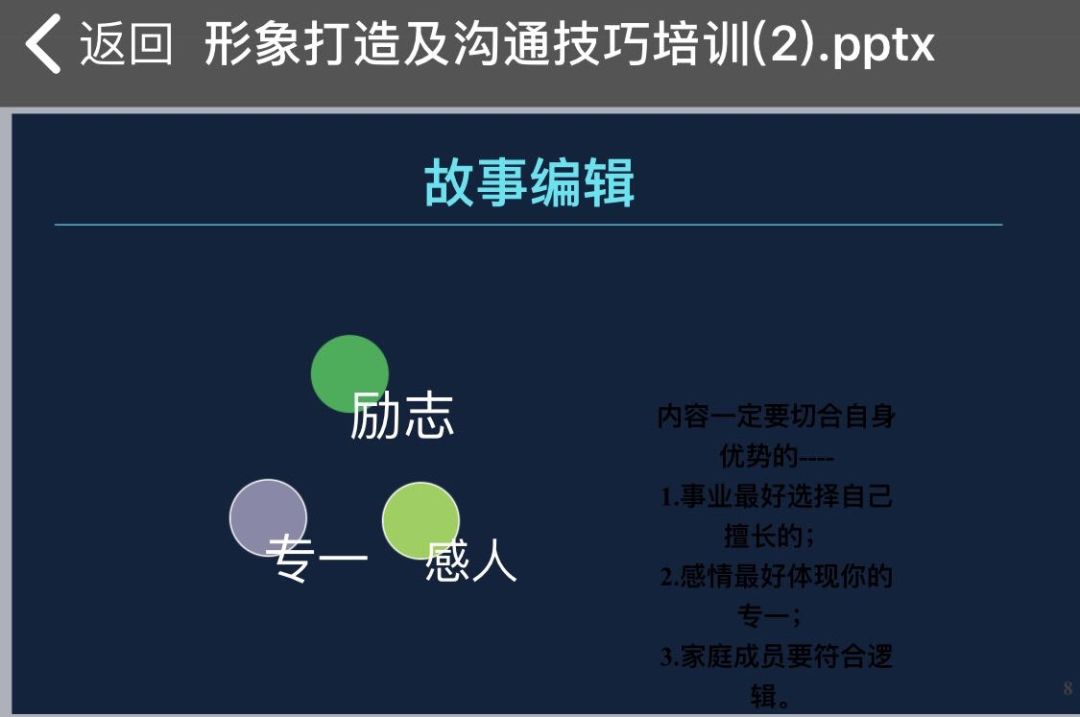 返回 形象打造及沟通技巧培训(2).pptx
故事编辑
励志
专一
感人
内容一定要切合自身
优势的----
1.事业最好选择自己
擅长的；
2.感情最好体现你的
专一；
3.家庭成员要符合逻
辑。
8